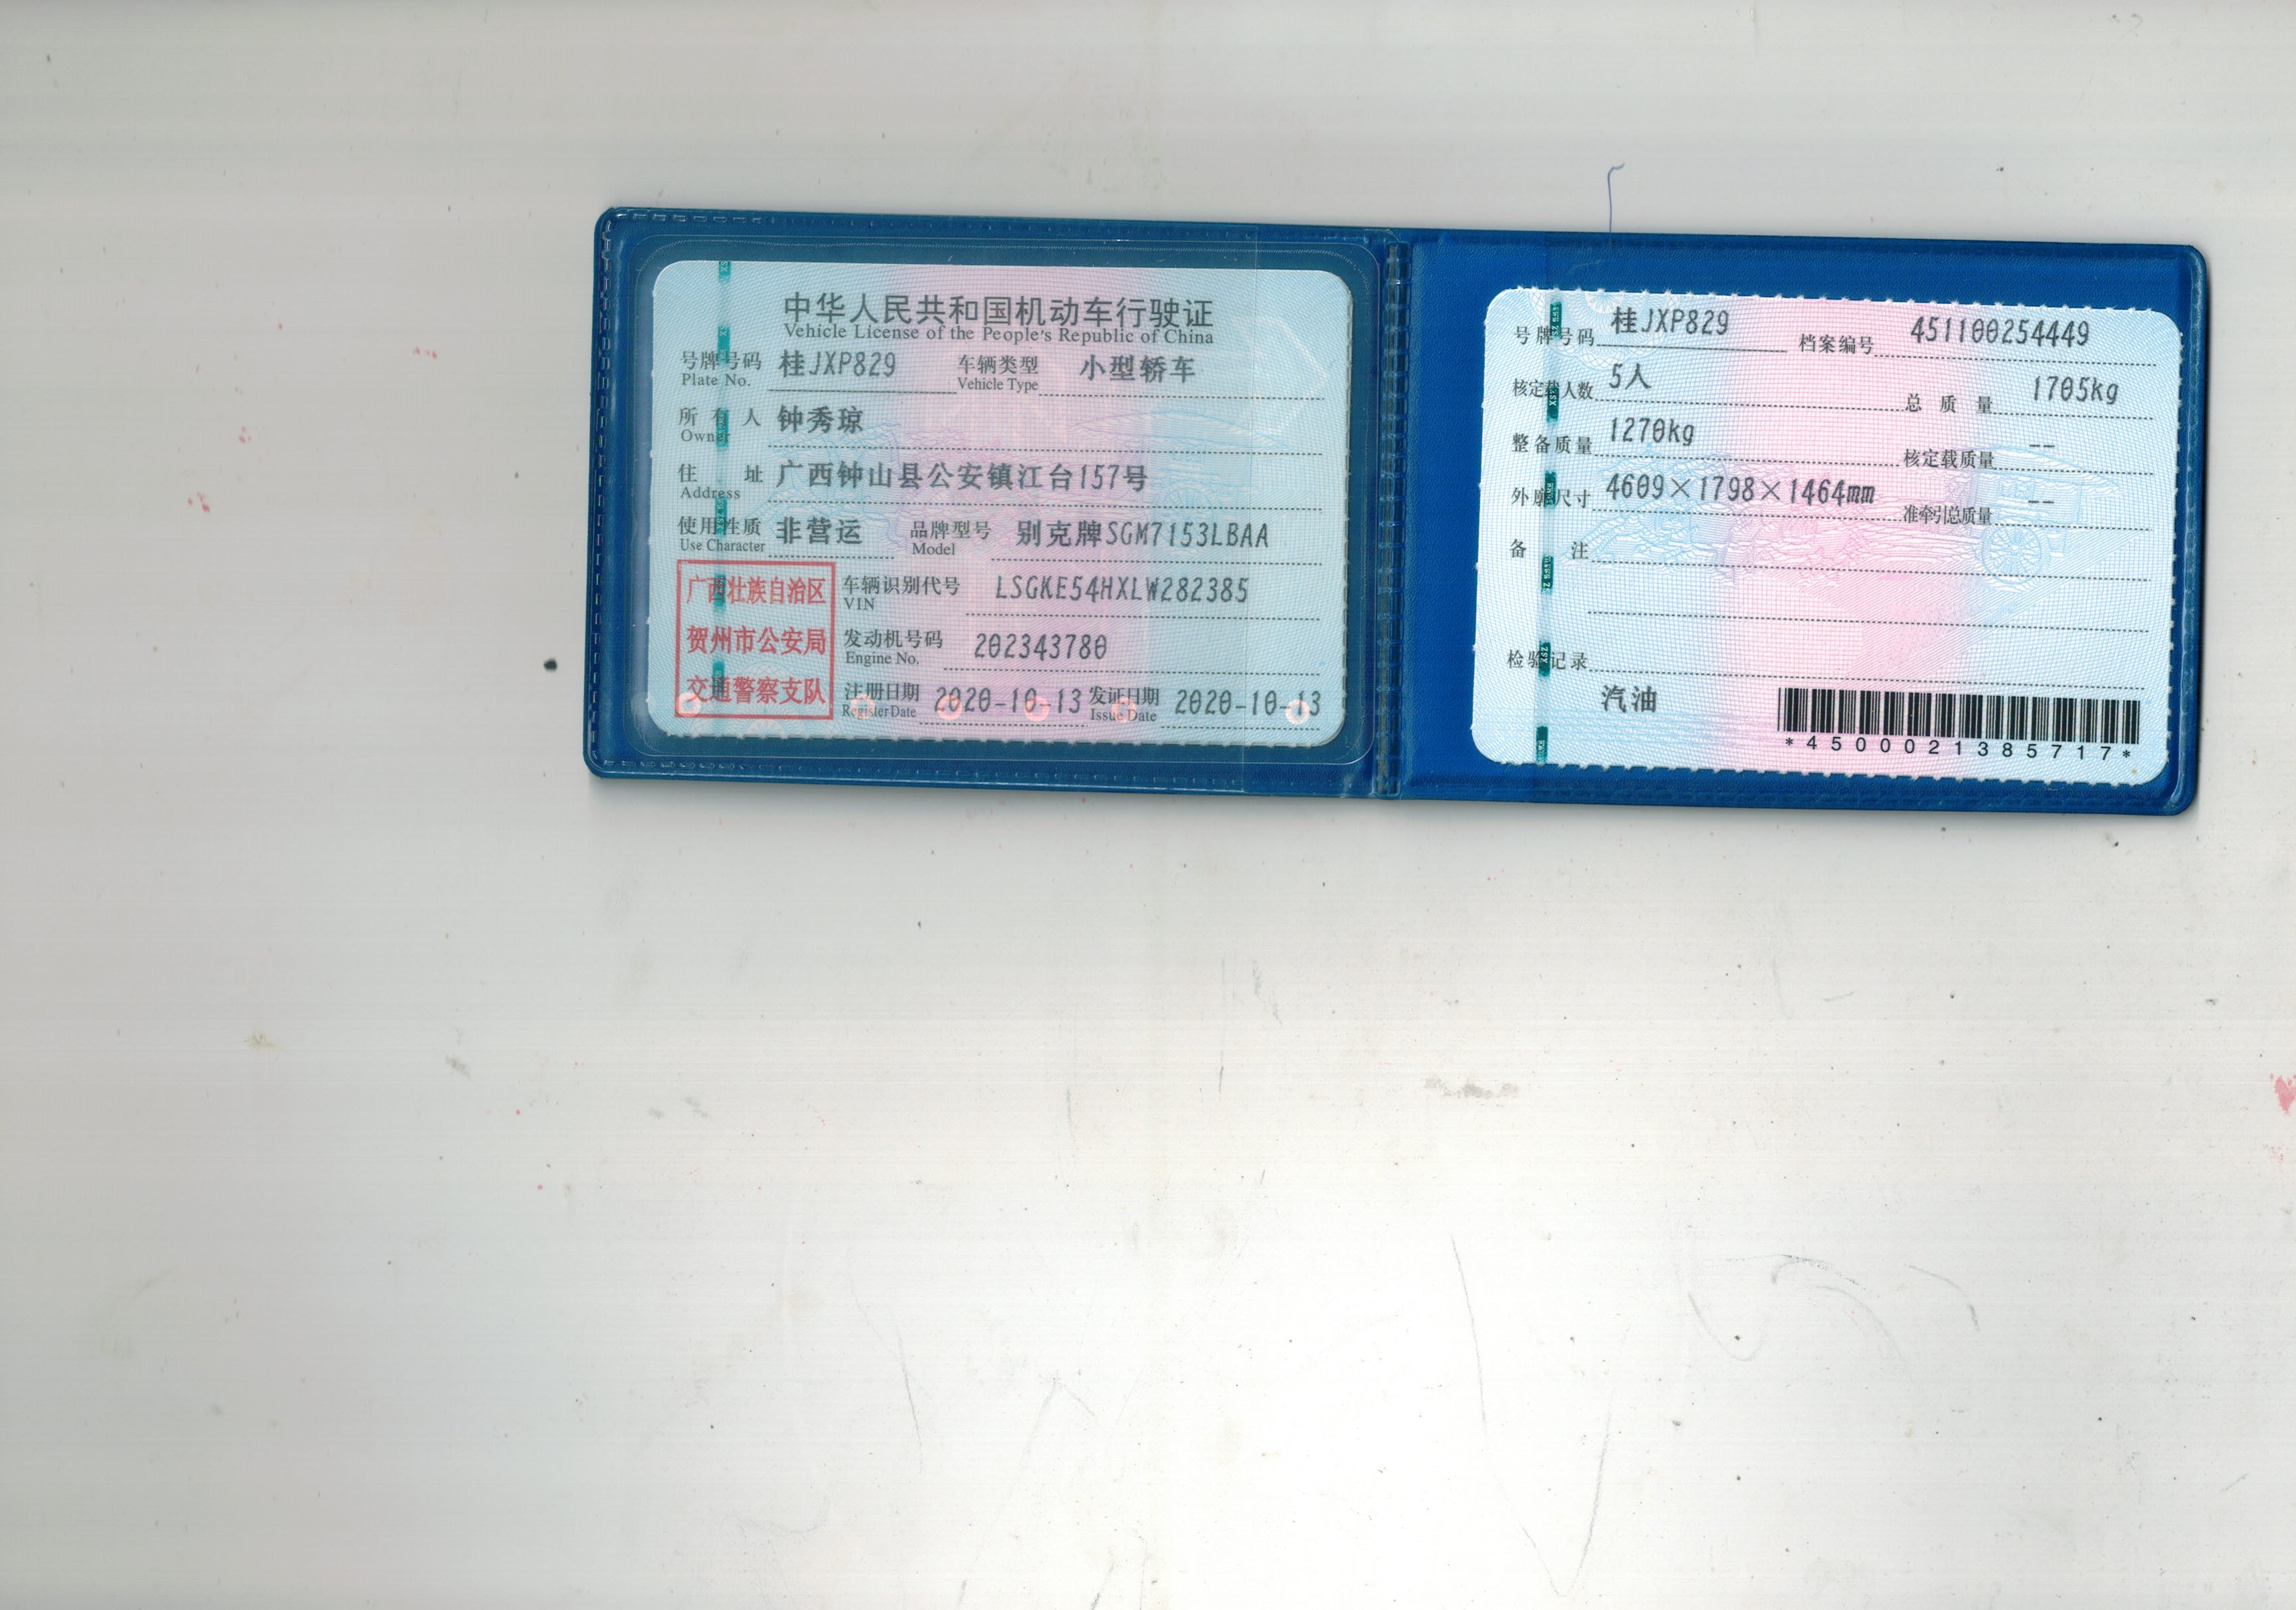 中华人民共和国机动车行驶证
Vehicle License of the People's Republic of China
号牌号码 桂JXP829 车辆类型 小型轿车
Plate No. Vehicle Type
所有人 钟秀琼
Owner
住址 广西钟山县公安镇江台157号
Address
使用性质 非营运 品牌型号 别克牌SGM7153LBAA
Use Character Model
广西壮族自治区
贺州市公安局
交通警察支队
车辆识别代号 LSGKE54HXLW282385
VIN
发动机号码 202343780
Engine No.
注册日期 2020-10-13 发证日期 2020-10-13
Register Date Issue Date
号牌号码 桂JXP829 档案编号 451100254449
核定载人数 5人 总质量 1705kg
整备质量 1270kg 核定载质量 --
外廓尺寸 4609×1798×1464mm 准牵引总质量 --
备注
检验记录
汽油
*4500021385717*